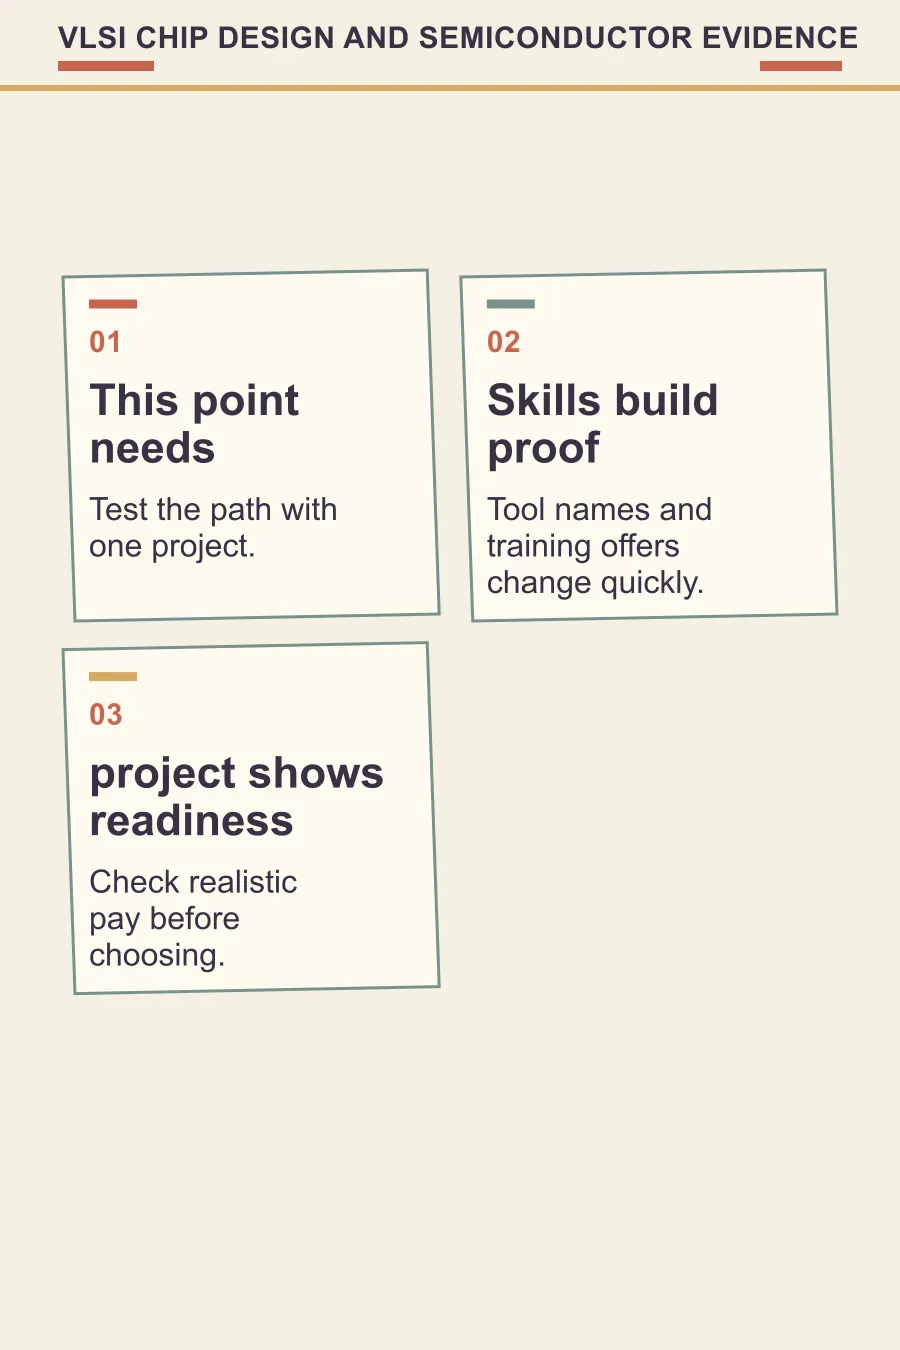 VLSI CHIP DESIGN AND SEMICONDUCTOR EVIDENCE
01
This point
needs
Test the path with
one project.
02
Skills build
proof
Tool names and
training offers
change quickly.
03
project shows
readiness
Check realistic
pay before
choosing.